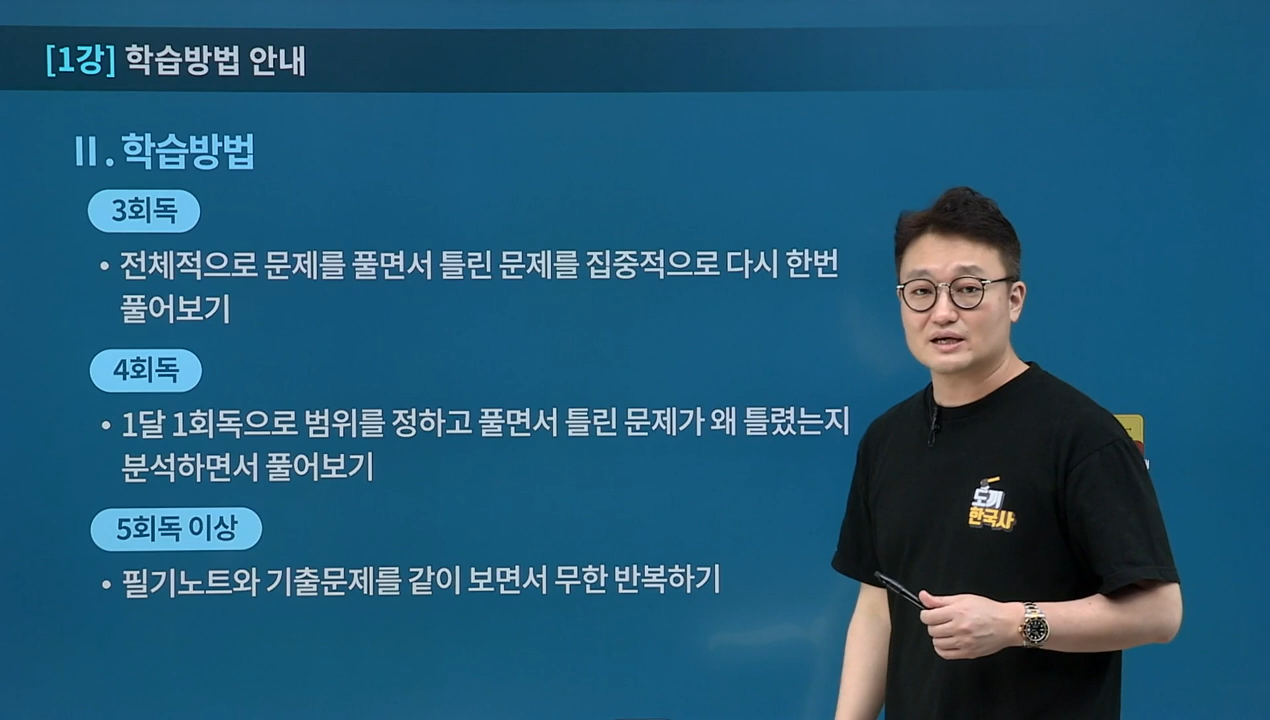 [1강] 학습방법 안내
Ⅱ. 학습방법
3회독
• 전체적으로 문제를 풀면서 틀린 문제를 집중적으로 다시 한번
풀어보기
4회독
• 1달 1회독으로 범위를 정하고 풀면서 틀린 문제가 왜 틀렸는지
분석하면서 풀어보기
5회독 이상
• 필기노트와 기출문제를 같이 보면서 무한 반복하기
도끼
한국사